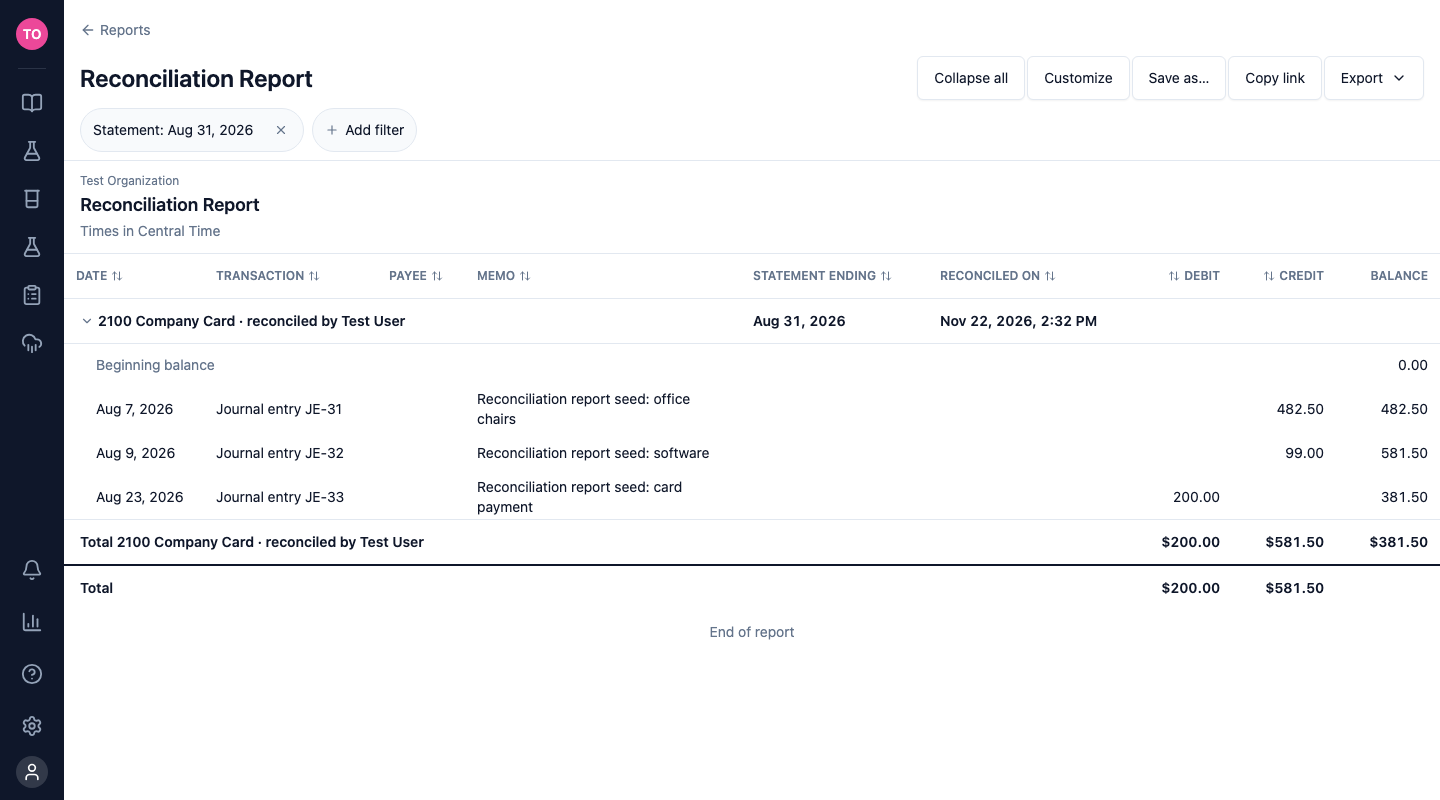 TO
Reports
Reconciliation Report
Collapse all
Customize
Save as...
Copy link
Export
Statement: Aug 31, 2026
Add filter
Test Organization
Reconciliation Report
Times in Central Time
DATE TRANSACTION PAYEE MEMO STATEMENT ENDING RECONCILED ON DEBIT CREDIT BALANCE
2100 Company Card · reconciled by Test User Aug 31, 2026 Nov 22, 2026, 2:32 PM
Beginning balance 0.00
Aug 7, 2026 Journal entry JE-31 Reconciliation report seed: office
chairs 482.50 482.50
Aug 9, 2026 Journal entry JE-32 Reconciliation report seed: software 99.00 581.50
Aug 23, 2026 Journal entry JE-33 Reconciliation report seed: card
payment 200.00 381.50
Total 2100 Company Card · reconciled by Test User $200.00 $581.50 $381.50
Total $200.00 $581.50
End of report